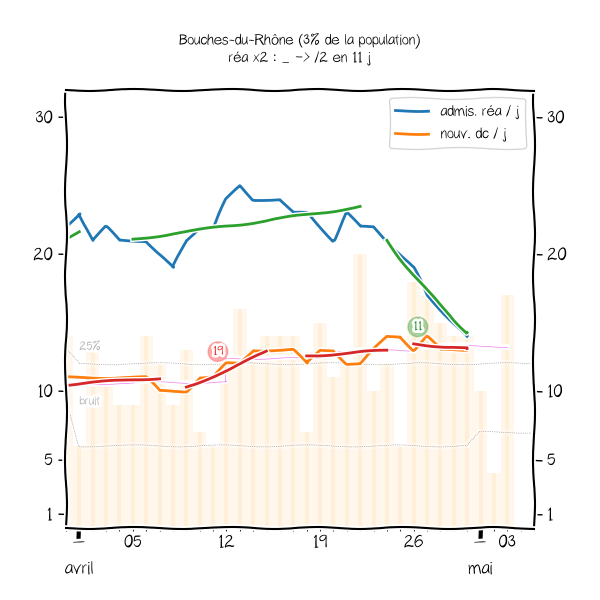 Bouches-du-Rhône (3% de la population)
réa x2 : _ -> /2 en 11 j
admis. réa / j
nouv. dc / j
30
30
20
20
25%
19
11
10
10
bruit
5
5
1
1
05
12
19
26
03
avril
mai